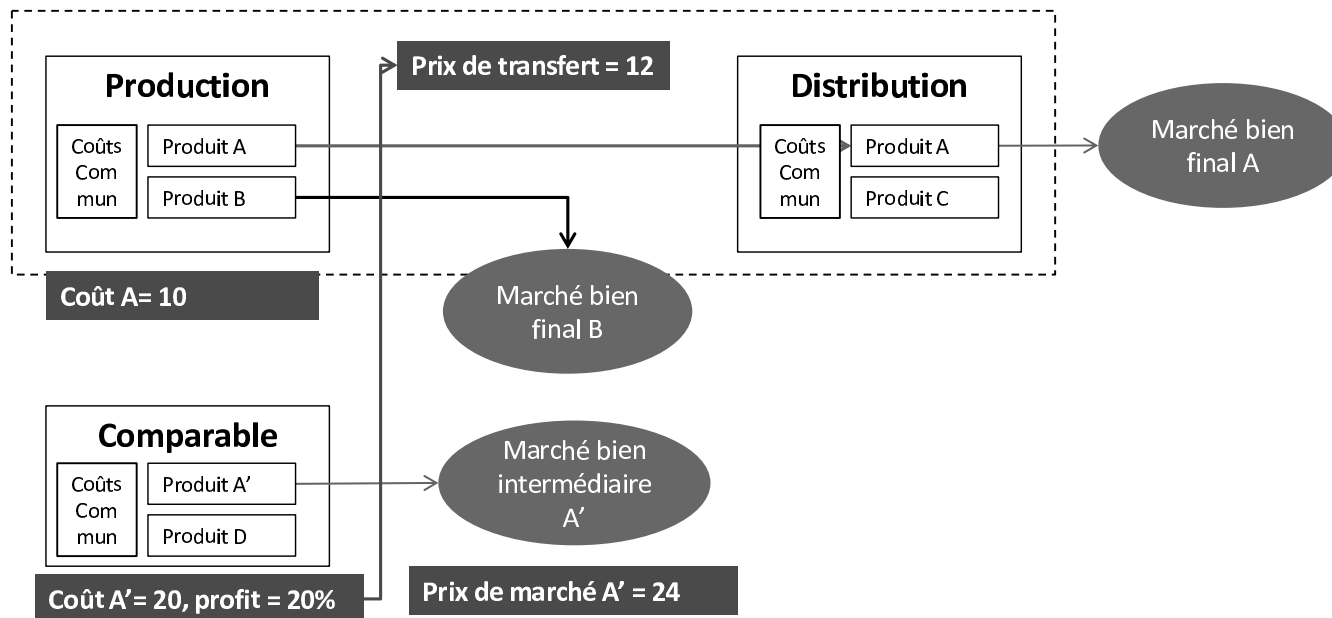 Prix de transfert = 12
Production
Coûts
Com
mun
Produit A
Produit B
Distribution
Coûts
Com
mun
Produit A
Produit C
Marché bien
final A
Coût A= 10
Marché bien
final B
Comparable
Coûts
Com
mun
Produit A’
Produit D
Marché bien
intermédiaire
A’
Coût A’= 20, profit = 20%
Prix de marché A’ = 24